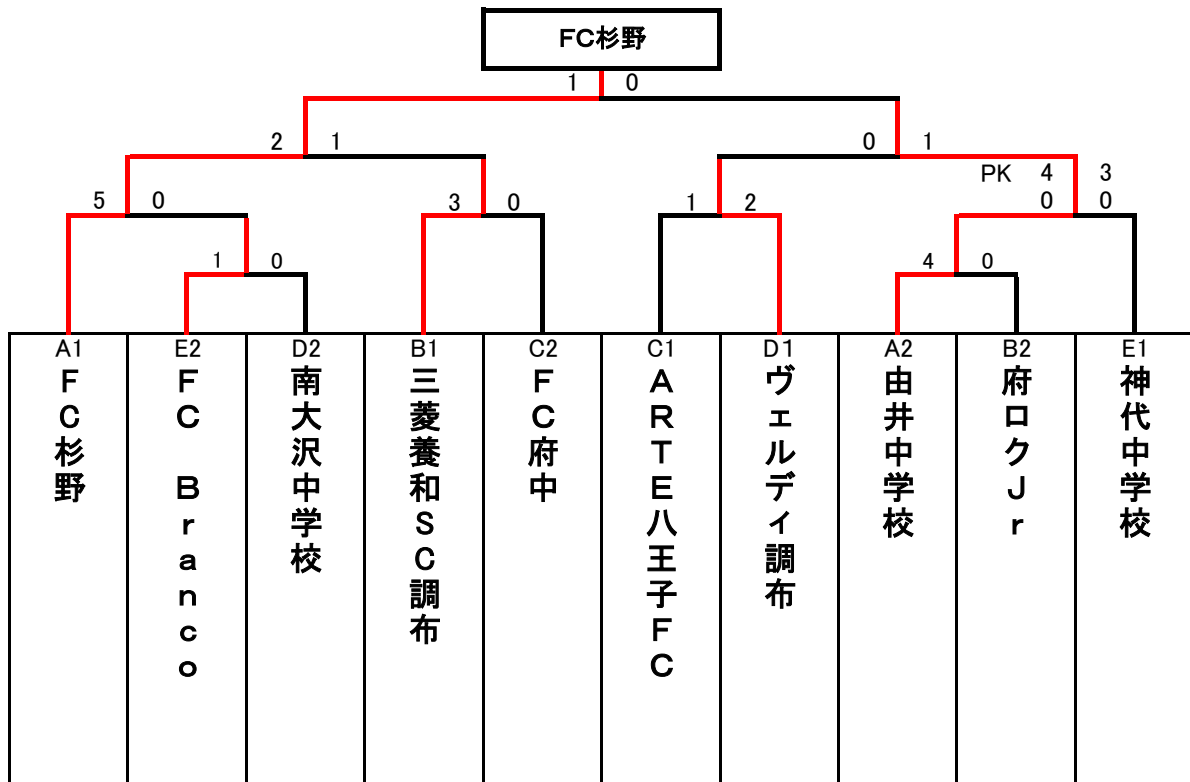 FC杉野
1 0
2 1
0 1
PK 4 3
5 0
3 0
1 2
0 0
1 0
4 0
A1 E2 D2 B1 C2 C1 D1 A2 B2 E1
FC杉野
FC Branco
南大沢中学校
三菱養和SC調布
FC府中
ARTE八王子FC
ヴェルディ調布
由井中学校
府ロクJr
神代中学校